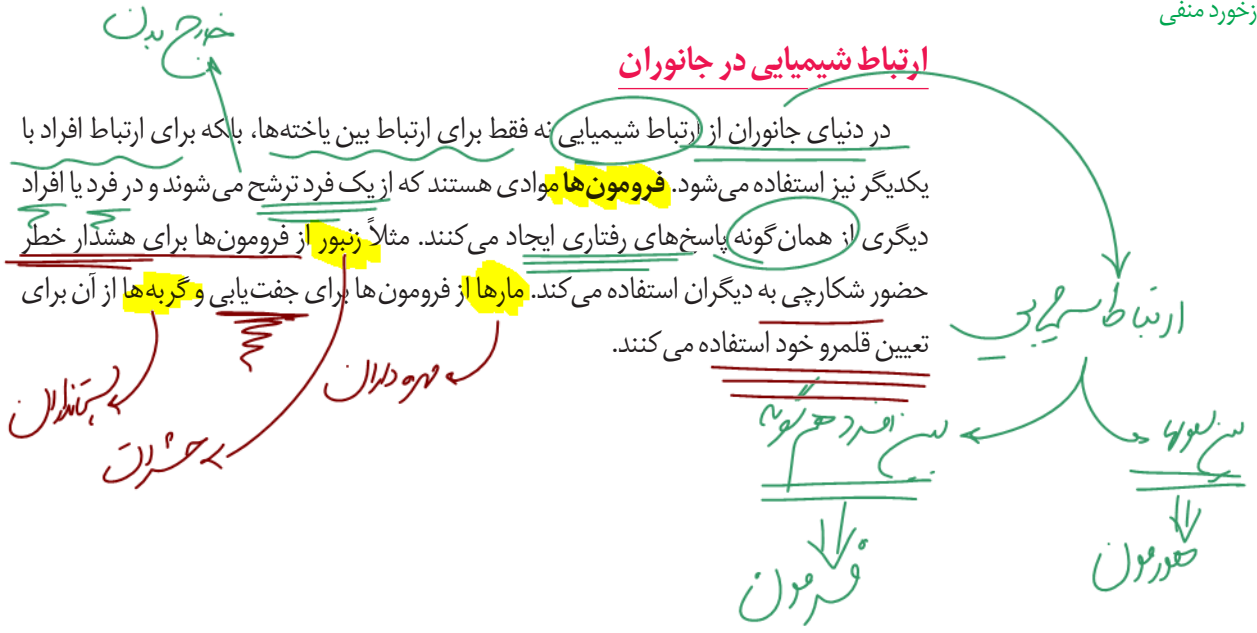 زخورد منفی
خارج بدن
ارتباط شیمیایی در جانوران
در دنیای جانوران از ارتباط شیمیایی نه فقط برای ارتباط بین یاخته‌ها، بلکه برای ارتباط افراد با
یکدیگر نیز استفاده می‌شود. فرومون‌ها موادی هستند که از یک فرد ترشح می‌شوند و در فرد یا افراد
دیگری از همان‌گونه پاسخ‌های رفتاری ایجاد می‌کنند. مثلاً زنبور از فرومون‌ها برای هشدار خطر
حضور شکارچی به دیگران استفاده می‌کند. مارها از فرومون‌ها برای جفت‌یابی و گربه‌ها از آن برای
تعیین قلمرو خود استفاده می‌کنند.
ارتباط شیمیایی
مهره داران
پستانداران
حشرات
بین سلولها
بین افراد هم گونه
هورمون
فرمون